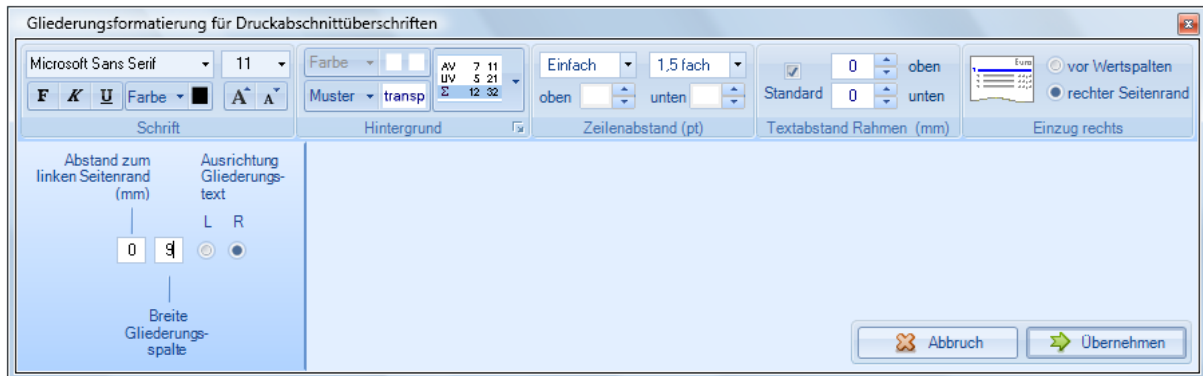 Gliederungsformatierung für Druckabschnittüberschriften
Microsoft Sans Serif 11
F K U Farbe A A
Schrift
Farbe
Muster transp
AV 7 11
UV 5 21
Σ 12 32
Hintergrund
Einfach 1,5 fach
oben unten
Zeilenabstand (pt)
Standard
0 oben
0 unten
Textabstand Rahmen (mm)
Euro
vor Wertspalten
rechter Seitenrand
Einzug rechts
Abstand zum
linken Seitenrand
(mm)
Ausrichtung
Gliederungs-
text
L R
0 9
Breite
Gliederungs-
spalte
Abbruch Übernehmen